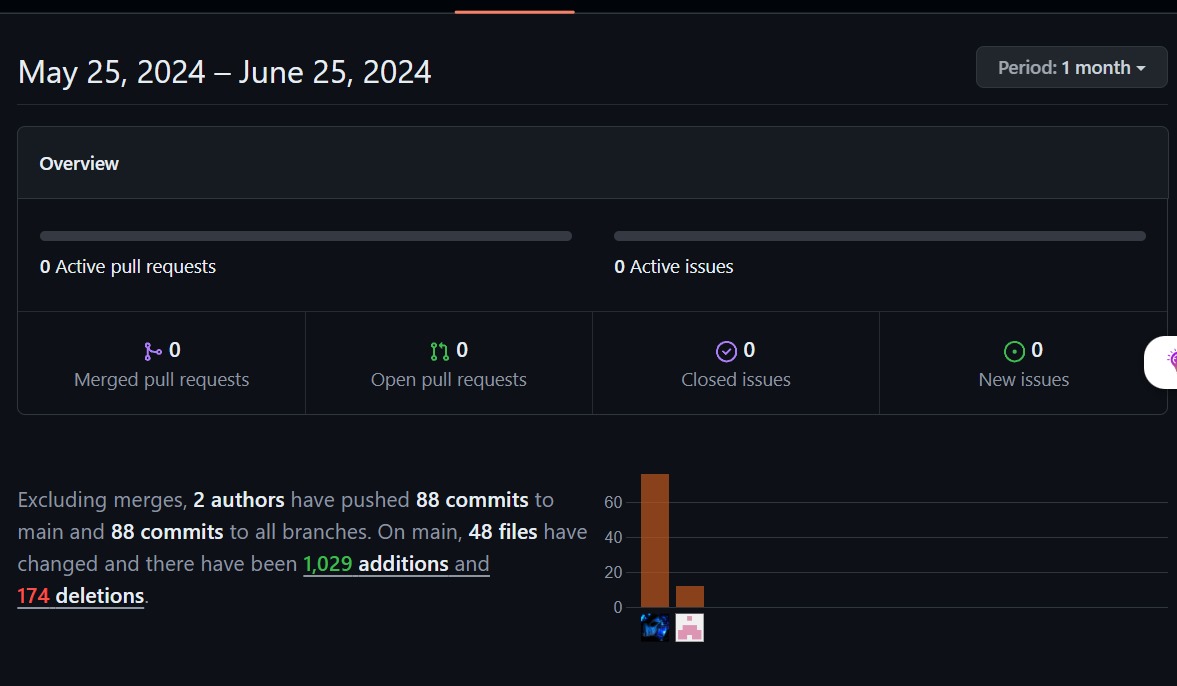 May 25, 2024 – June 25, 2024
Period: 1 month
Overview
0 Active pull requests
0 Active issues
0
Merged pull requests
0
Open pull requests
0
Closed issues
0
New issues
Excluding merges, 2 authors have pushed 88 commits to
main and 88 commits to all branches. On main, 48 files have
changed and there have been 1,029 additions and
174 deletions.
60
40
20
0